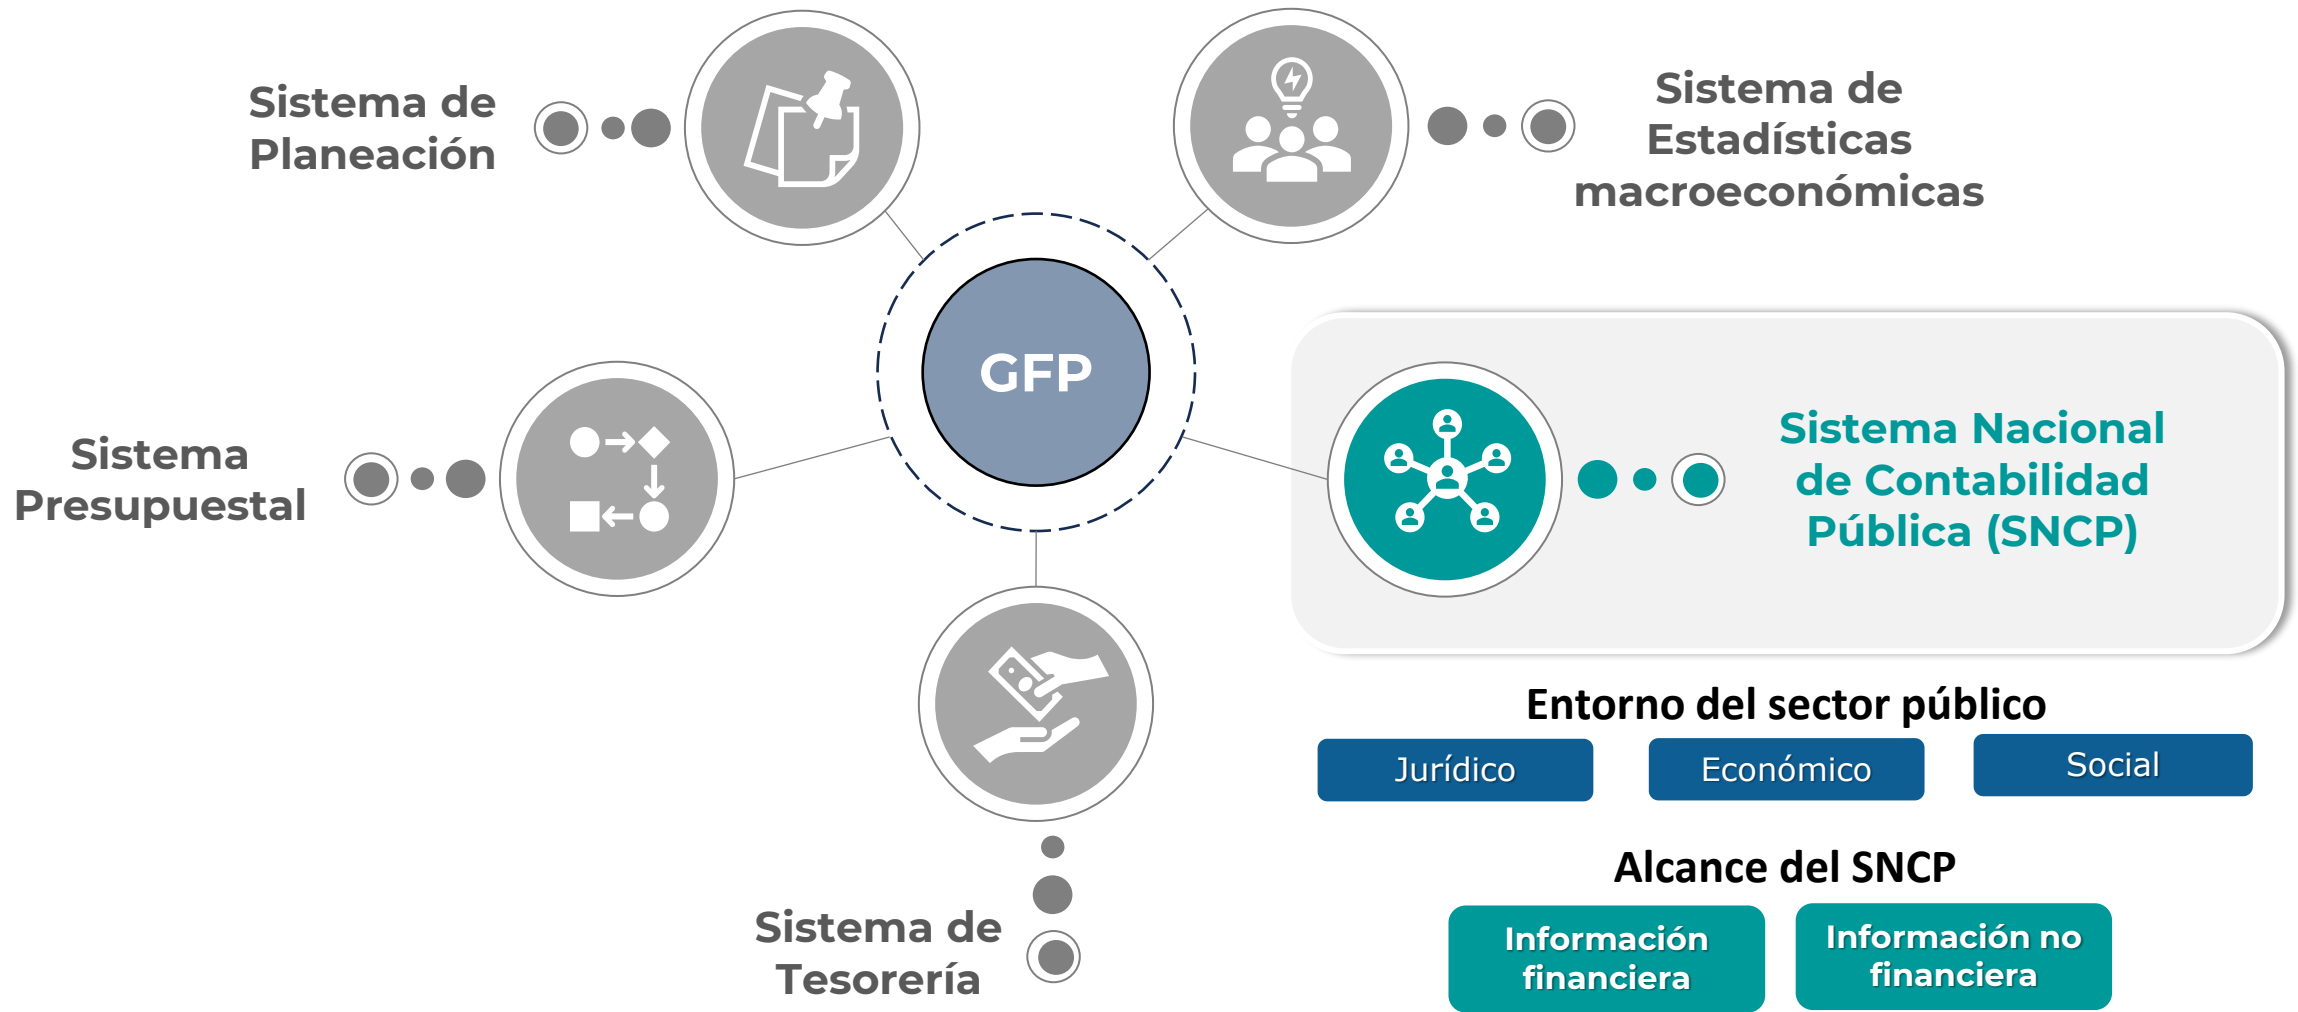 Sistema de
Planeación
Sistema de
Estadísticas
macroeconómicas
GFP
Sistema
Presupuestal
Sistema Nacional
de Contabilidad
Pública (SNCP)
Sistema de
Tesorería
Entorno del sector público
Jurídico
Económico
Social
Alcance del SNCP
Información
financiera
Información no
financiera